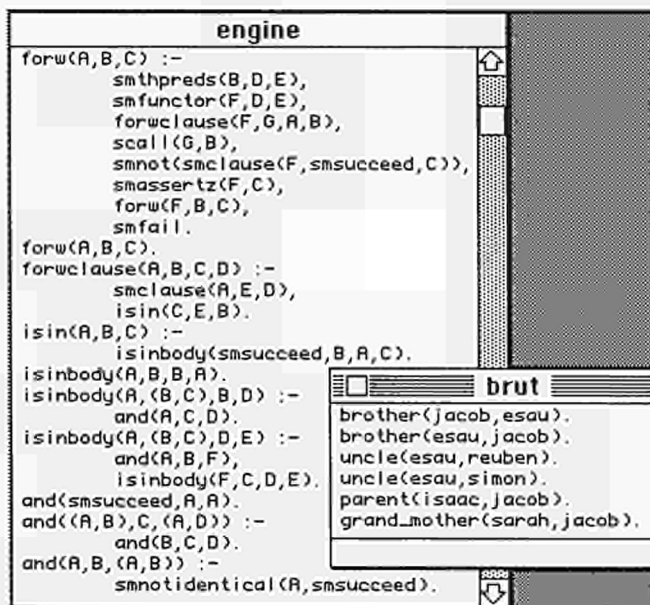 engine
forw(A,B,C) :-
smthpreds(B,D,E),
smfunctor(F,D,E),
forwclause(F,G,A,B),
scall(G,B),
smnot(smclause(F,smsucceed,C)),
smassertz(F,C),
forw(F,B,C),
smfail.
forw(A,B,C).
forwclause(A,B,C,D) :-
smclause(A,E,D),
isin(C,E,B).
isin(A,B,C) :-
isinbody(smsucceed,B,A,C).
isinbody(A,B,B,A).
isinbody(A,(B,C),B,D) :-
and(A,C,D).
isinbody(A,(B,C),D,E) :-
and(A,B,F),
isinbody(F,C,D,E).
and(smsucceed,A,A).
and((A,B),C,(A,D)) :-
and(B,C,D).
and(A,B,(A,B)) :-
smnotidentical(A,smsucceed).
brut
brother(jacob,esau).
brother(esau,jacob).
uncle(esau,reuben).
uncle(esau,simon).
parent(isaac,jacob).
grand_mother(sarah,jacob).